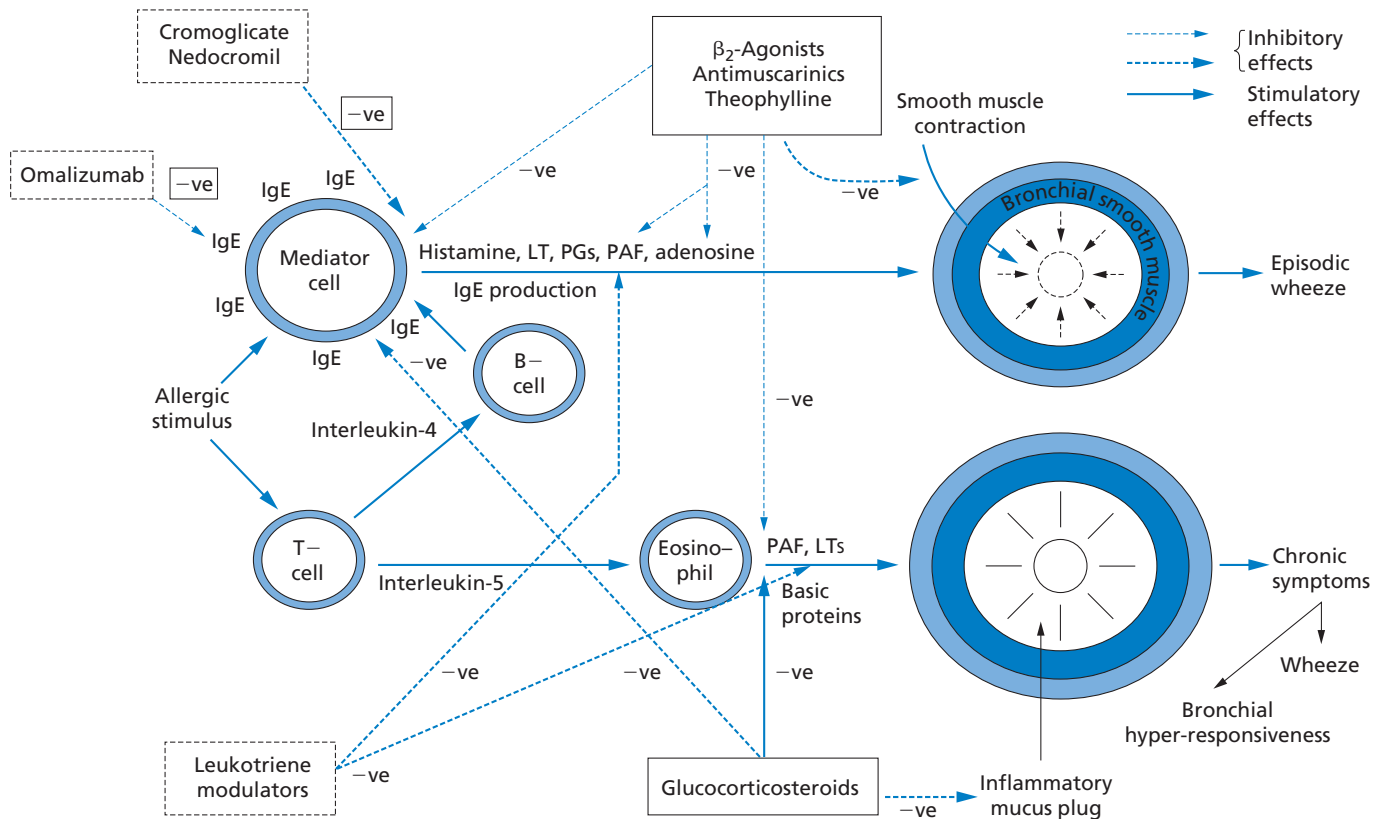 Cromoglicate
Nedocromil
β₂-Agonists
Antimuscarinics
Theophylline
Inhibitory
effects
Stimulatory
effects
Smooth muscle
contraction
−ve
Omalizumab
−ve
IgE
IgE
IgE
IgE
IgE
IgE
Mediator
cell
−ve
−ve
−ve
Histamine, LT, PGs, PAF, adenosine
IgE production
Bronchial smooth muscle
Episodic
wheeze
−ve
B−
cell
Allergic
stimulus
Interleukin-4
−ve
T−
cell
Interleukin-5
Eosino–
phil
PAF, LTs
Basic
proteins
Chronic
symptoms
Wheeze
Bronchial
hyper-responsiveness
−ve
−ve
−ve
Leukotriene
modulators
−ve
Glucocorticosteroids
−ve
Inflammatory
mucus plug